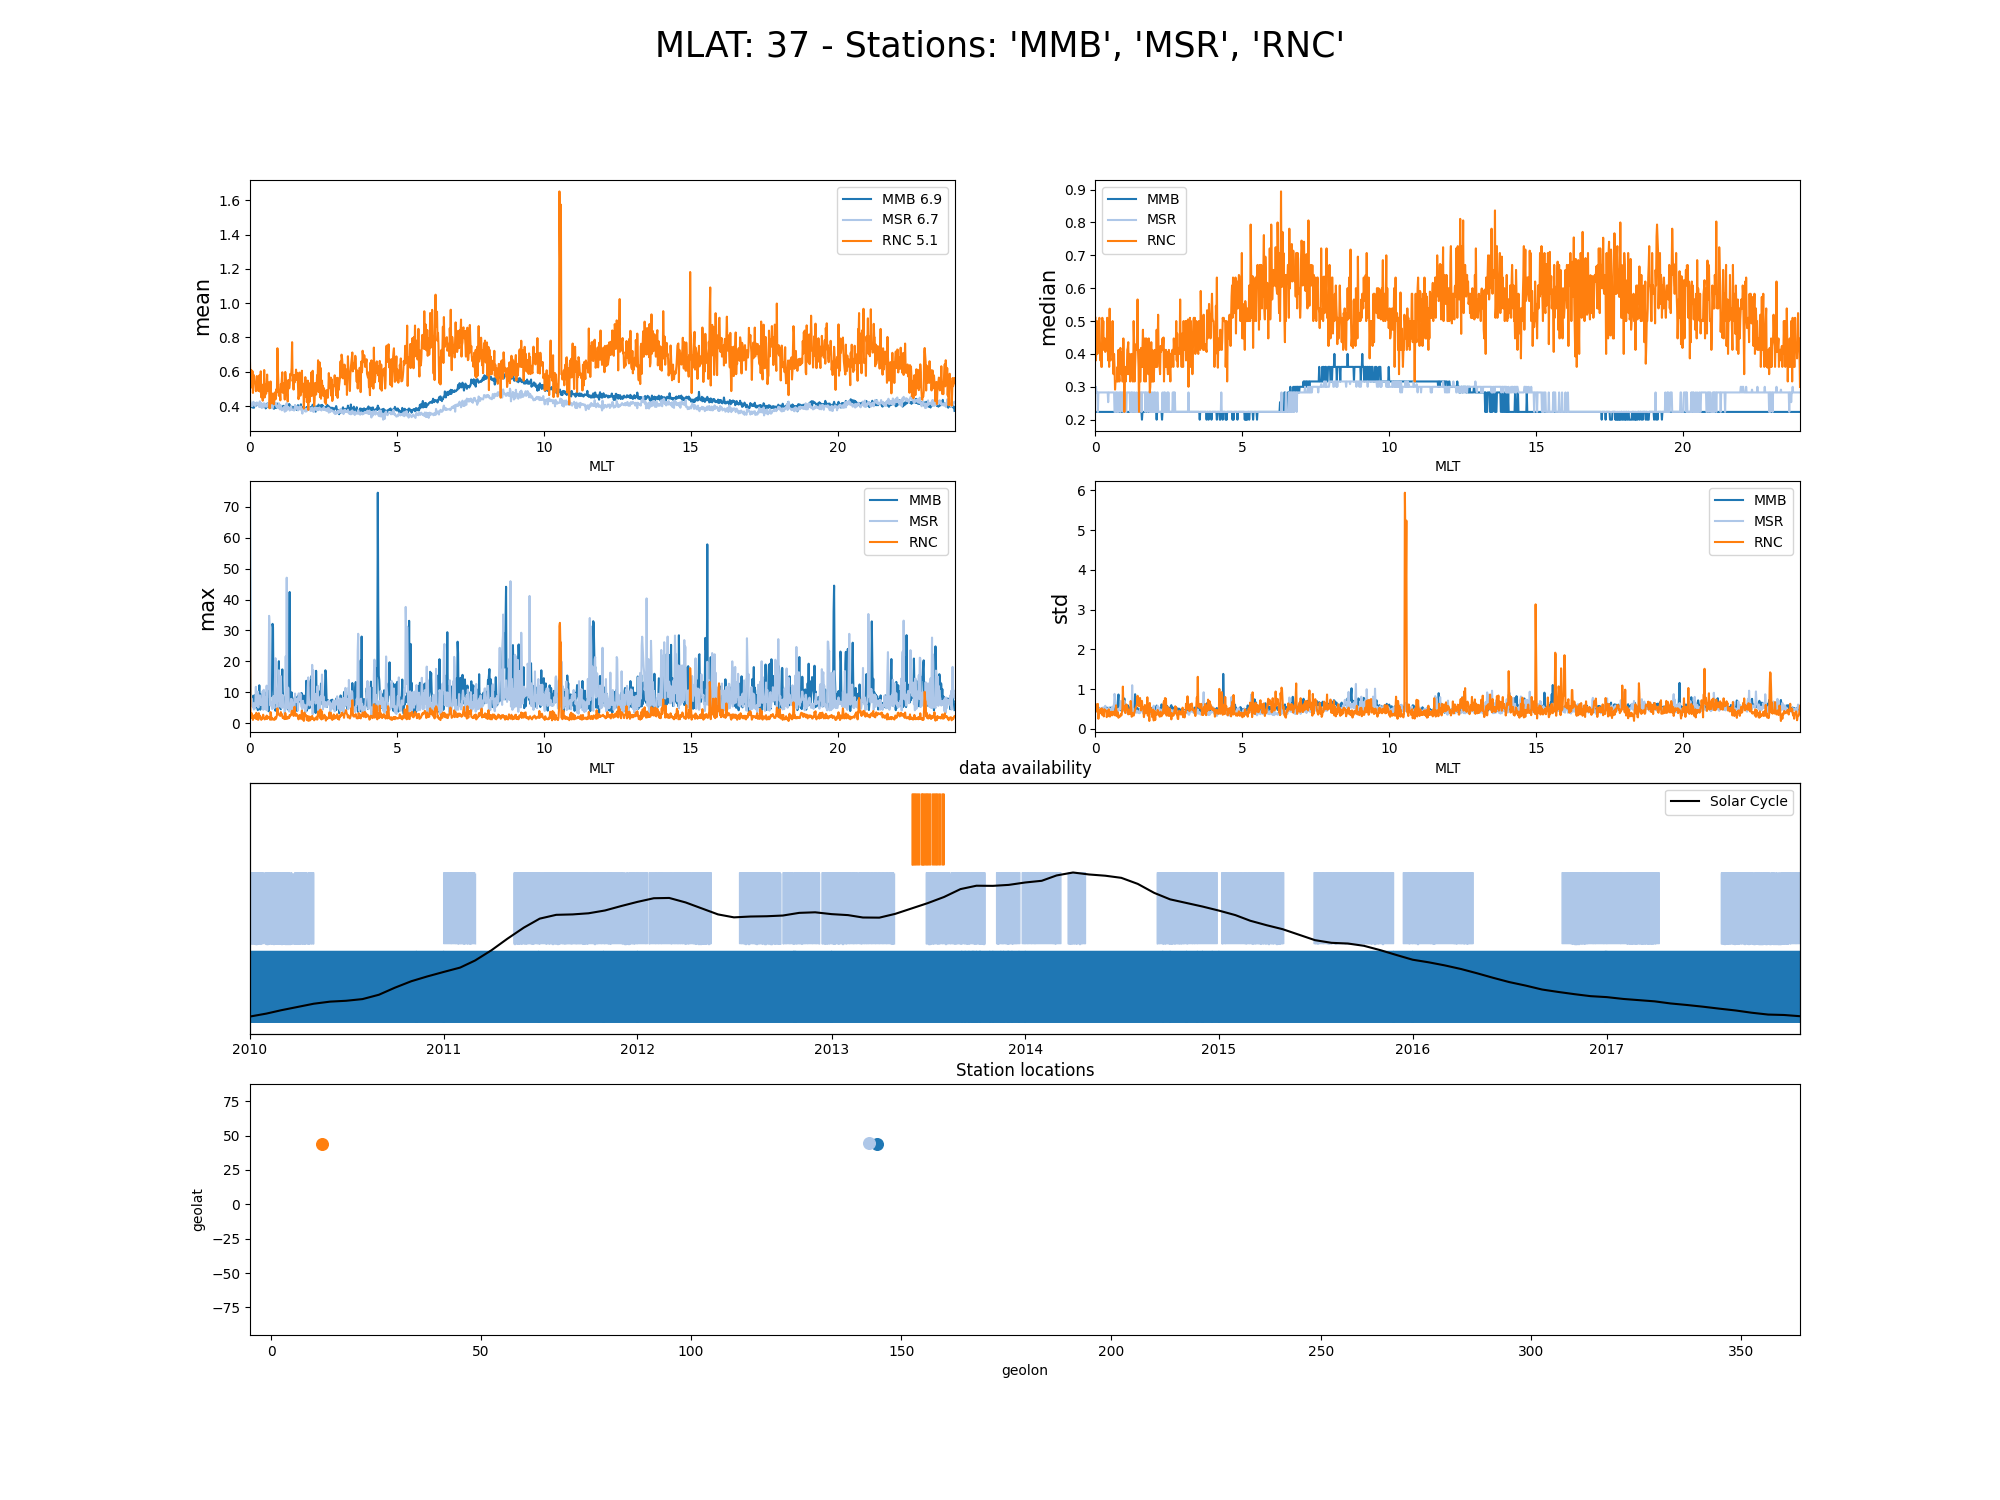 MLAT: 37 - Stations: 'MMB', 'MSR', 'RNC'
mean
1.6
1.4
1.2
1.0
0.8
0.6
0.4
MMB 6.9
MSR 6.7
RNC 5.1
0 5 10 15 20
MLT
median
0.9
0.8
0.7
0.6
0.5
0.4
0.3
0.2
MMB
MSR
RNC
0 5 10 15 20
MLT
max
70
60
50
40
30
20
10
0
MMB
MSR
RNC
0 5 10 15 20
MLT
std
6
5
4
3
2
1
0
MMB
MSR
RNC
0 5 10 15 20
MLT
data availability
Solar Cycle
2010 2011 2012 2013 2014 2015 2016 2017
Station locations
geolat
75
50
25
0
−25
−50
−75
0 50 100 150 200 250 300 350
geolon